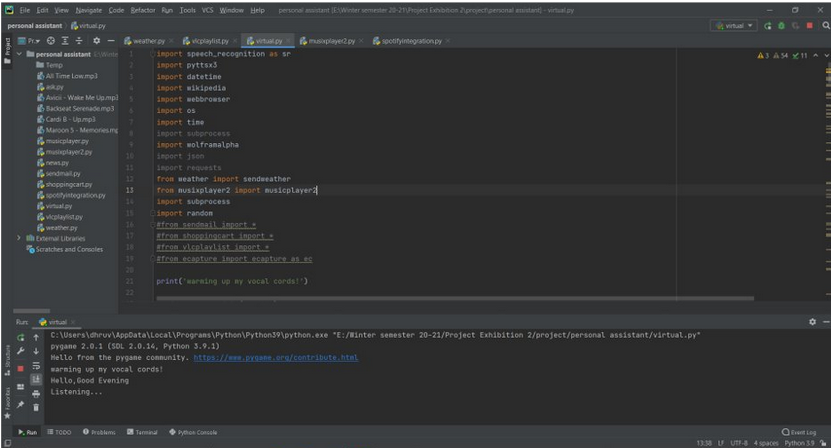 File Edit View Navigate Code Refactor Run Tools VCS Window Help personal assistant [E:\Winter semester 20-21\Project Exhibition 2\project\personal assistant] - virtual.py
personal assistant virtual.py
virtual
Project
weather.py vlcplaylist.py virtual.py musixplayer2.py spotifyintegration.py
personal assistant E:\Winte
Temp
All Time Low.mp3
ask.py
Avicii - Wake Me Up.mp3
Backseat Serenade.mp3
Cardi B - Up.mp3
Maroon 5 - Memories.mp
musicplayer.py
musixplayer2.py
news.py
sendmail.py
shoppingcart.py
spotifyintegration.py
virtual.py
vlcplaylist.py
weather.py
External Libraries
Scratches and Consoles
3 54 11
1 import speech_recognition as sr
2 import pyttsx3
3 import datetime
4 import wikipedia
5 import webbrowser
6 import os
7 import time
8 import subprocess
9 import wolframalpha
10 import json
11 import requests
12 from weather import sendweather
13 from musixplayer2 import musicplayer2
14 import subprocess
15 import random
16 #from sendmail import *
17 #from shoppingcart import *
18 #from vlcplaylist import *
19 #from ecapture import ecapture as ec
20
21 print('warming up my vocal cords!')
22
Run: virtual
C:\Users\dhruv\AppData\Local\Programs\Python\Python39\python.exe "E:/Winter semester 20-21/Project Exhibition 2/project/personal assistant/virtual.py"
pygame 2.0.1 (SDL 2.0.14, Python 3.9.1)
Hello from the pygame community. https://www.pygame.org/contribute.html
warming up my vocal cords!
Hello,Good Evening
Listening...
Structure
Favorites
Run TODO Problems Terminal Python Console Event Log
13:38 LF UTF-8 4 spaces Python 3.9